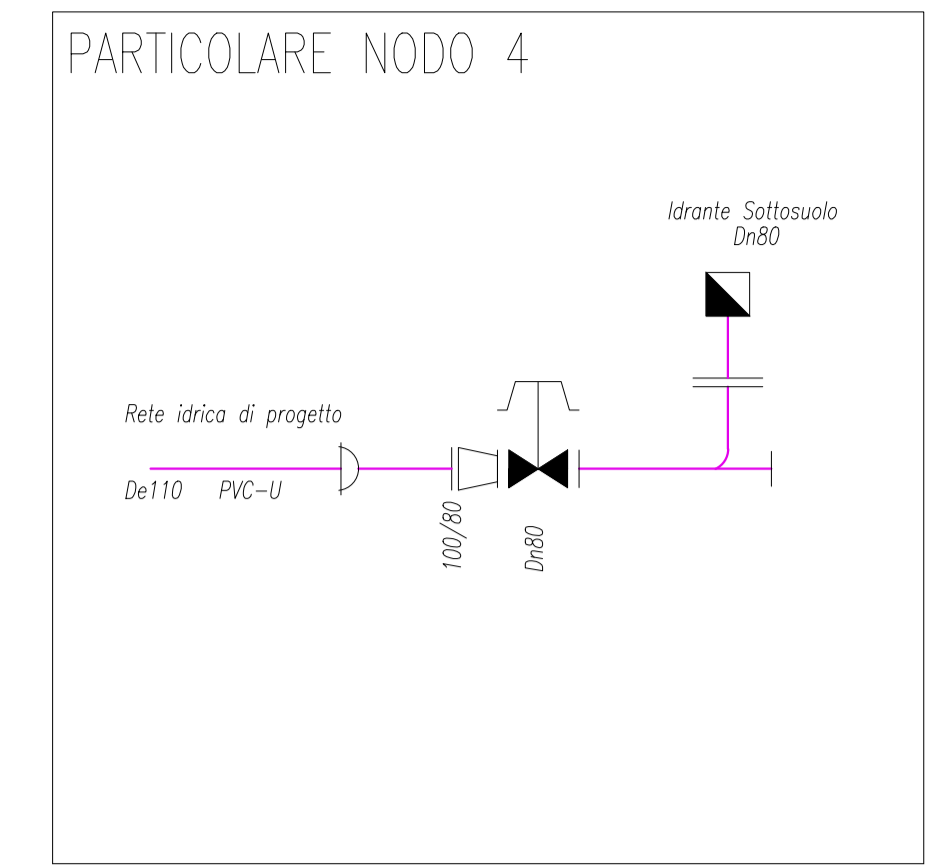 PARTICOLARE NODO 4
Idrante Sottosuolo
Dn80
Rete idrica di progetto
De110 PVC-U
100/80
Dn80